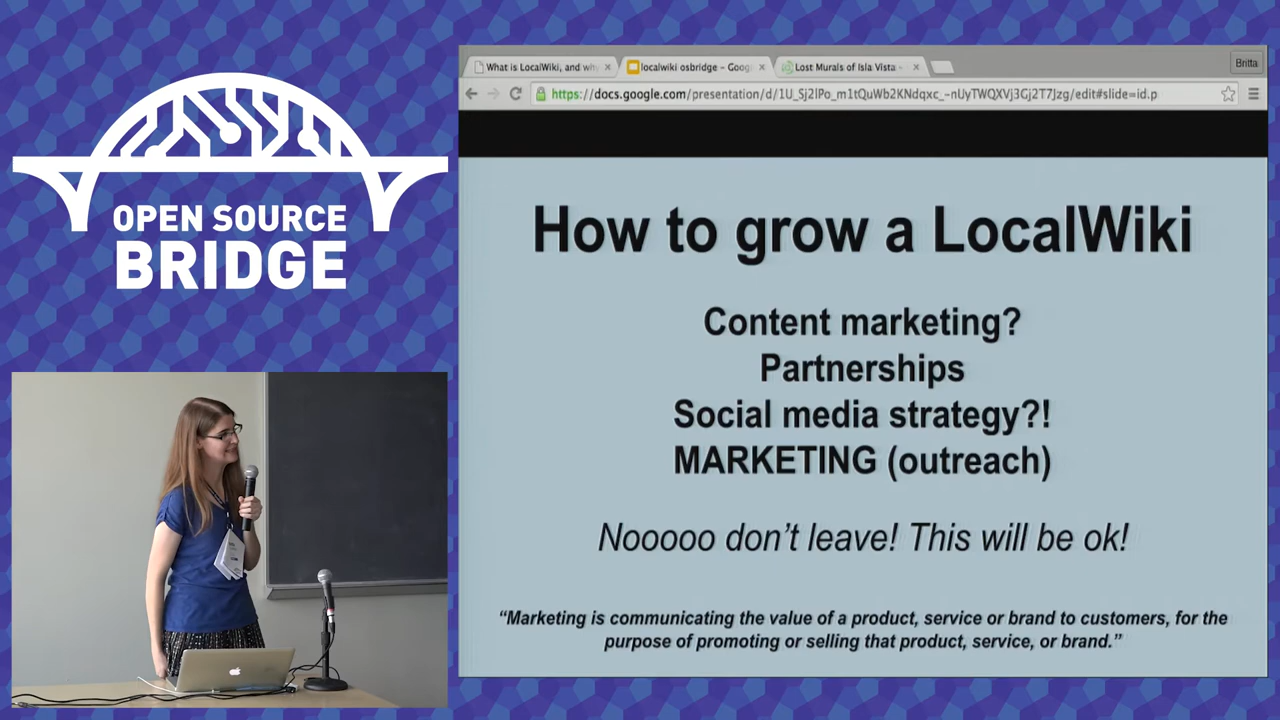 OPEN SOURCE
BRIDGE
What is LocalWiki, and why
localwiki osbridge – Goog
Lost Murals of Isla Vista -
Britta
https://docs.google.com/presentation/d/1U_Sj2lPo_m1tQuWb2KNdqxc_-nUyTWQXVj3Gj2T7Jzg/edit#slide=id.p
How to grow a LocalWiki
Content marketing?
Partnerships
Social media strategy?!
MARKETING (outreach)
Nooooo don't leave! This will be ok!
“Marketing is communicating the value of a product, service or brand to customers, for the
purpose of promoting or selling that product, service, or brand.”